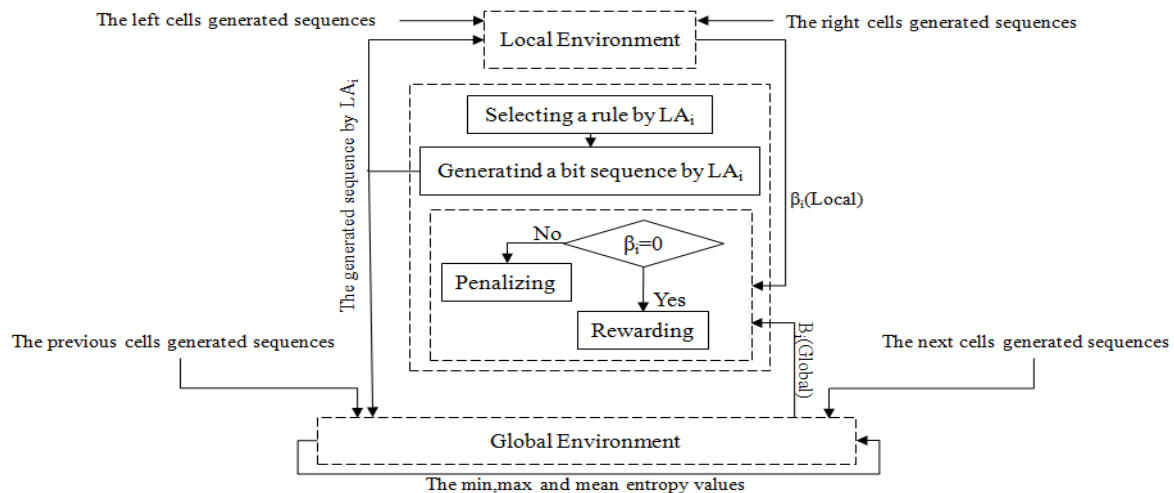 The left cells generated sequences
The right cells generated sequences
Local Environment
Selecting a rule by LAi
Generatind a bit sequence by LAi
The generated sequence by LAi
βi(Local)
No
βi=0
Penalizing
Yes
Rewarding
Bi(Global)
The previous cells generated sequences
The next cells generated sequences
Global Environment
The min,max and mean entropy values